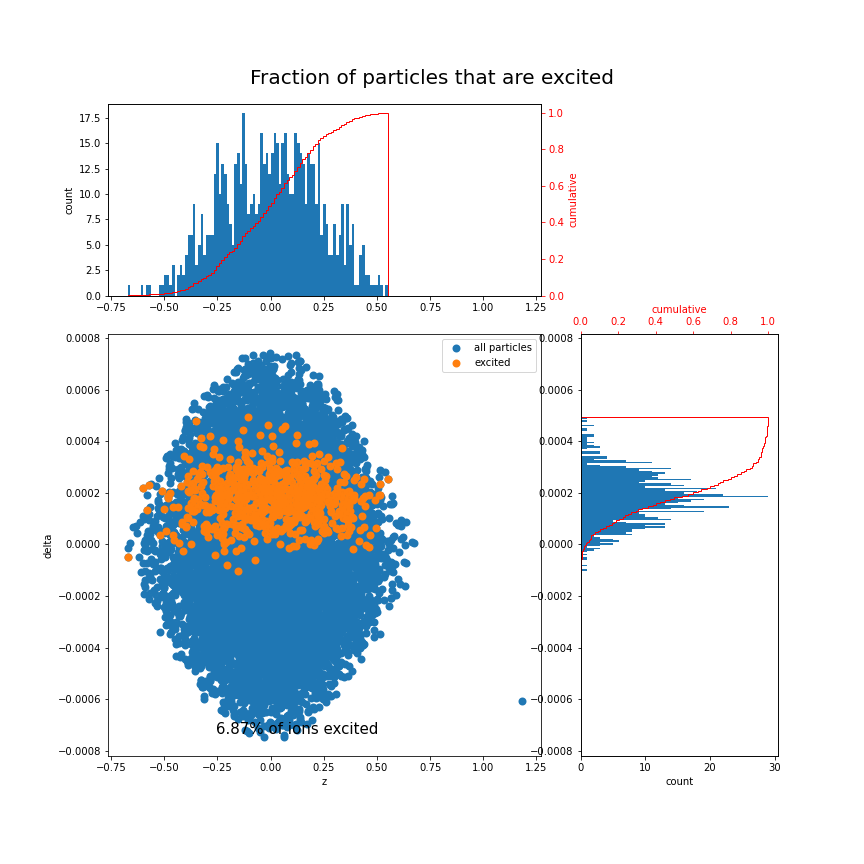 Fraction of particles that are excited
17.5
15.0
12.5
10.0
7.5
5.0
2.5
0.0
count
1.0
0.8
0.6
0.4
0.2
0.0
cumulative
−0.75 −0.50 −0.25 0.00 0.25 0.50 0.75 1.00 1.25
cumulative
0.0 0.2 0.4 0.6 0.8 1.0
0.0008
0.0006
0.0004
0.0002
0.0000
−0.0002
−0.0004
−0.0006
−0.0008
delta
all particles
excited
6.87% of ions excited
−0.75 −0.50 −0.25 0.00 0.25 0.50 0.75 1.00 1.25
z
0.0008
0.0006
0.0004
0.0002
0.0000
−0.0002
−0.0004
−0.0006
−0.0008
0 10 20 30
count